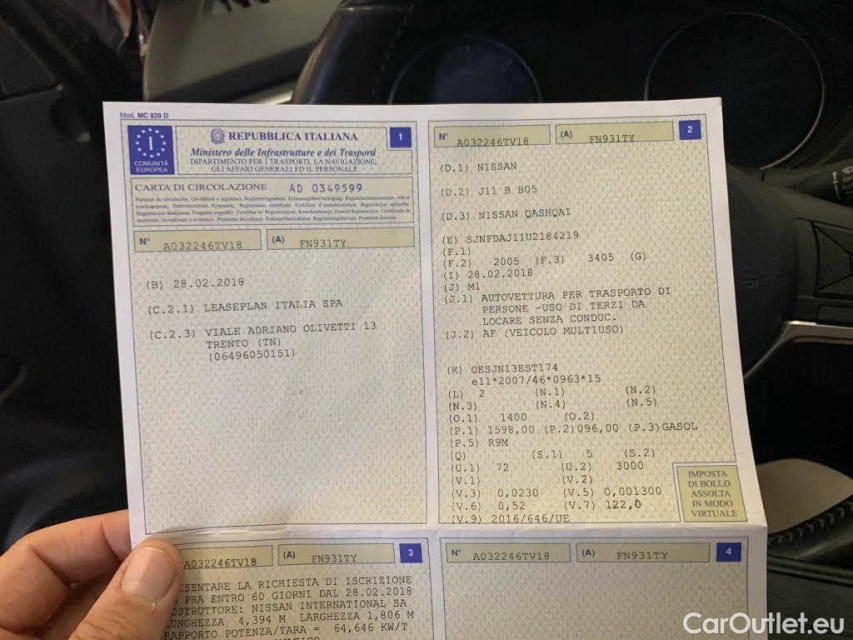 Mod. MC 820 D
I
COMUNITÀ
EUROPEA
REPUBBLICA ITALIANA
1
Ministero delle Infrastrutture e dei Trasporti
DIPARTIMENTO PER I TRASPORTI, LA NAVIGAZIONE,
GLI AFFARI GENERALI ED IL PERSONALE
CARTA DI CIRCOLAZIONE AD 0349599
N° A032246TV18 (A) FN931TY
(B) 28.02.2018
(C.2.1) LEASEPLAN ITALIA SPA
(C.2.3) VIALE ADRIANO OLIVETTI 13
TRENTO (TN)
(06496050151)
N° A032246TV18 (A) FN931TY 2
(D.1) NISSAN
(D.2) J11 B B05
(D.3) NISSAN QASHQAI
(E) SJNFDAJ11U2184219
(F.1)
(F.2) 2005 (F.3) 3405 (G)
(I) 28.02.2018
(J) M1
(J.1) AUTOVETTURA PER TRASPORTO DI
PERSONE -USO DI TERZI DA
LOCARE SENZA CONDUC.
(J.2) AF (VEICOLO MULTIUSO)
(K) OESJN13EST174
e11*2007/46*0963*15
(L) 2 (N.1) (N.2)
(N.3) (N.4) (N.5)
(O.1) 1400 (O.2)
(P.1) 1598,00 (P.2)096,00 (P.3)GASOL
(P.5) R9M
(Q) (S.1) 5 (S.2)
(U.1) 72 (U.2) 3000
(V.1) (V.2)
(V.3) 0,0230 (V.5) 0,001300
(V.6) 0,52 (V.7) 122,0
(V.9) 2016/646/UE
IMPOSTA
DI BOLLO
ASSOLTA
IN MODO
VIRTUALE
A032246TV18 (A) FN931TY 3
SENTARE LA RICHIESTA DI ISCRIZIONE
PRA ENTRO 60 GIORNI DAL 28.02.2018
OSTRUTTORE: NISSAN INTERNATIONAL SA
UNGHEZZA 4,394 M LARGHEZZA 1,806 M
RAPPORTO POTENZA/TARA = 64,646 KW/T
N° A032246TV18 (A) FN931TY 4
CarOutlet.eu